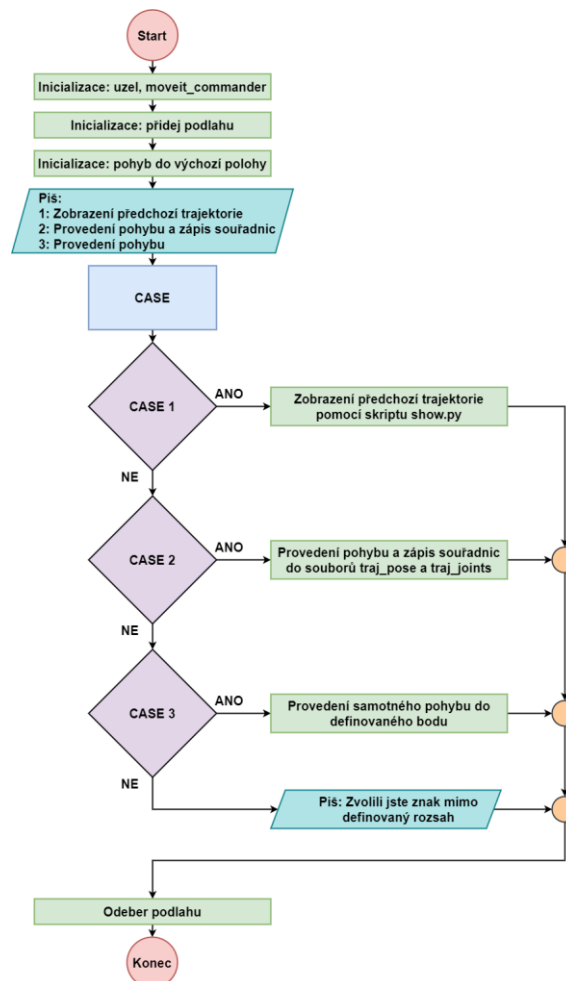 Start
Inicializace: uzel, moveit_commander
Inicializace: přidej podlahu
Inicializace: pohyb do výchozí polohy
Piš:
1: Zobrazení předchozí trajektorie
2: Provedení pohybu a zápis souřadnic
3: Provedení pohybu
CASE
CASE 1
ANO
Zobrazení předchozí trajektorie
pomocí skriptu show.py
NE
CASE 2
ANO
Provedení pohybu a zápis souřadnic
do souborů traj_pose a traj_joints
NE
CASE 3
ANO
Provedení samotného pohybu do
definovaného bodu
NE
Piš: Zvolili jste znak mimo
definovaný rozsah
Odeber podlahu
Konec